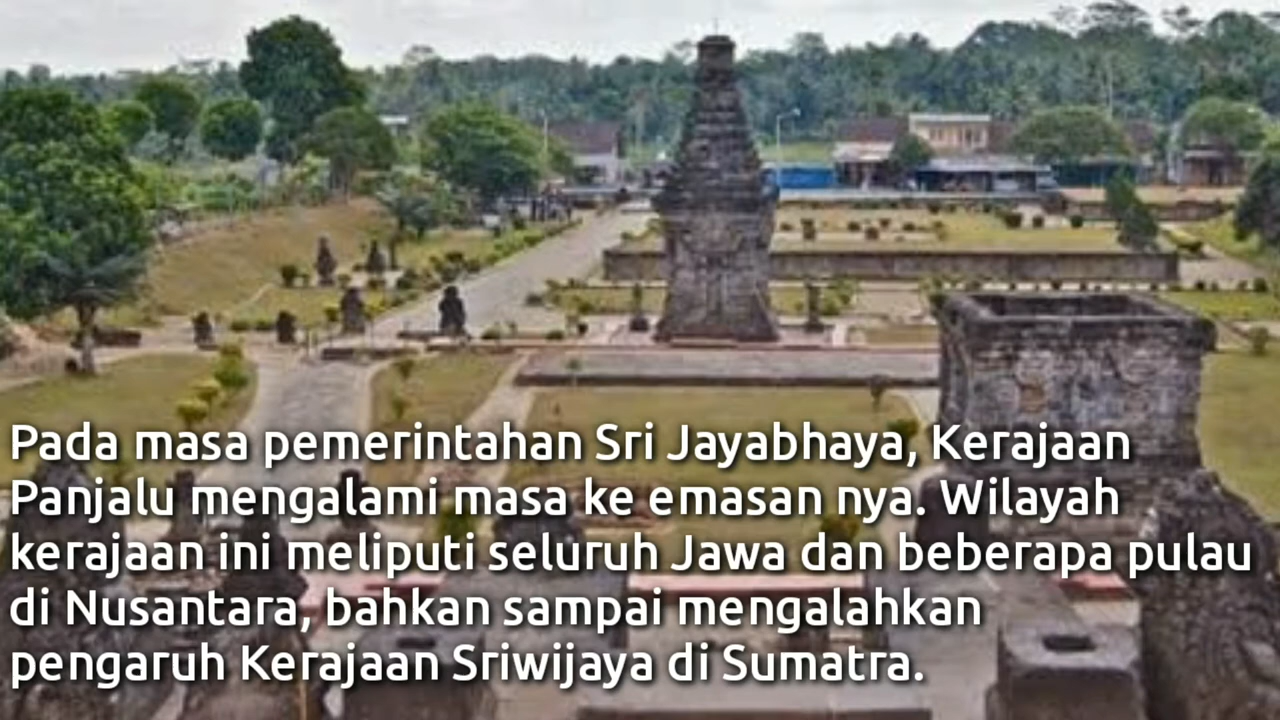 Pada masa pemerintahan Sri Jayabhaya, Kerajaan
Panjalu mengalami masa ke emasan nya. Wilayah
kerajaan ini meliputi seluruh Jawa dan beberapa pulau
di Nusantara, bahkan sampai mengalahkan
pengaruh Kerajaan Sriwijaya di Sumatra.